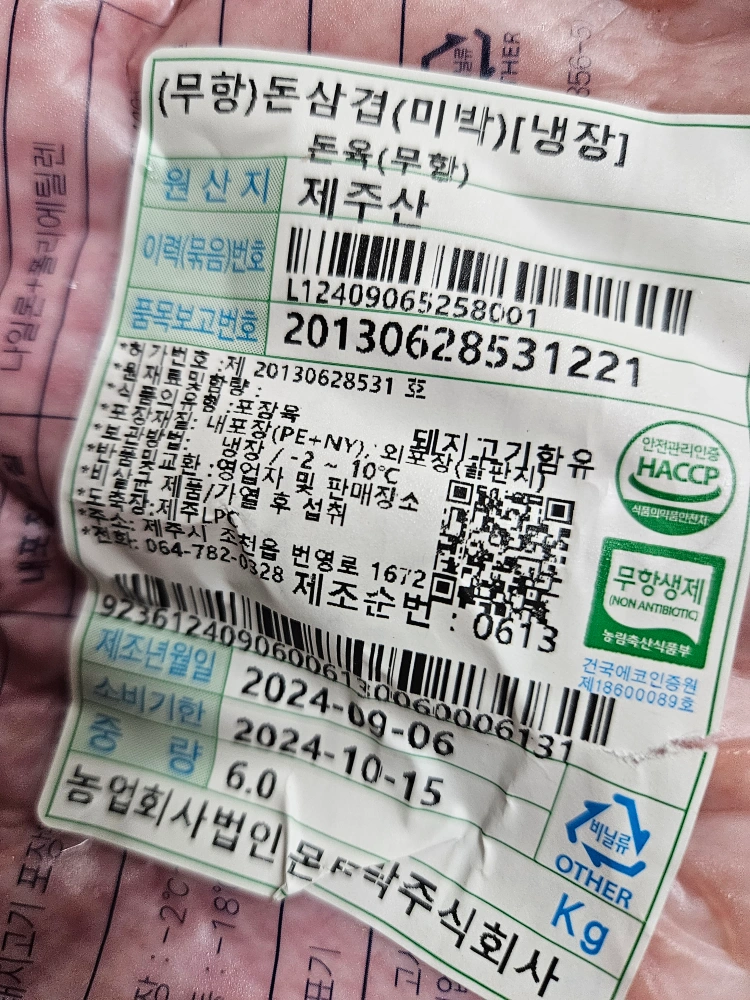 (무항)돈삼겹(미박)[냉장]
돈육(무항)
원산지 제주산
이력(묶음)번호
L12409065258001
품목보고번호 20130628531221
*허가번호 :제 20130628531 호
*원재료및함량 :
돼지고기함유
*식품의유형 :포장육
*포장재질: 내포장(PE+NY), 외포장(골판지)
*보관방법: 냉장 / -2 ~ 10℃
*반품및교환 :영업자 및 판매장소
*비살균 제품/가열 후 섭취
*도축장:제주LPC
*주소: 제주시 조천읍 번영로 1672
*전화: 064-782-0328
제조순번 : 0613
안전관리인증
HACCP
식품의약품안전처
무항생제
(NON ANTIBIOTIC)
농림축산식품부
건국에코인증원
제18600089호
제조년월일 2024-09-06
소비기한 2024-10-15
중량 6.0
Kg
비닐류
OTHER
농업회사법인 주식회사
나일론+폴리에틸렌
OTHER